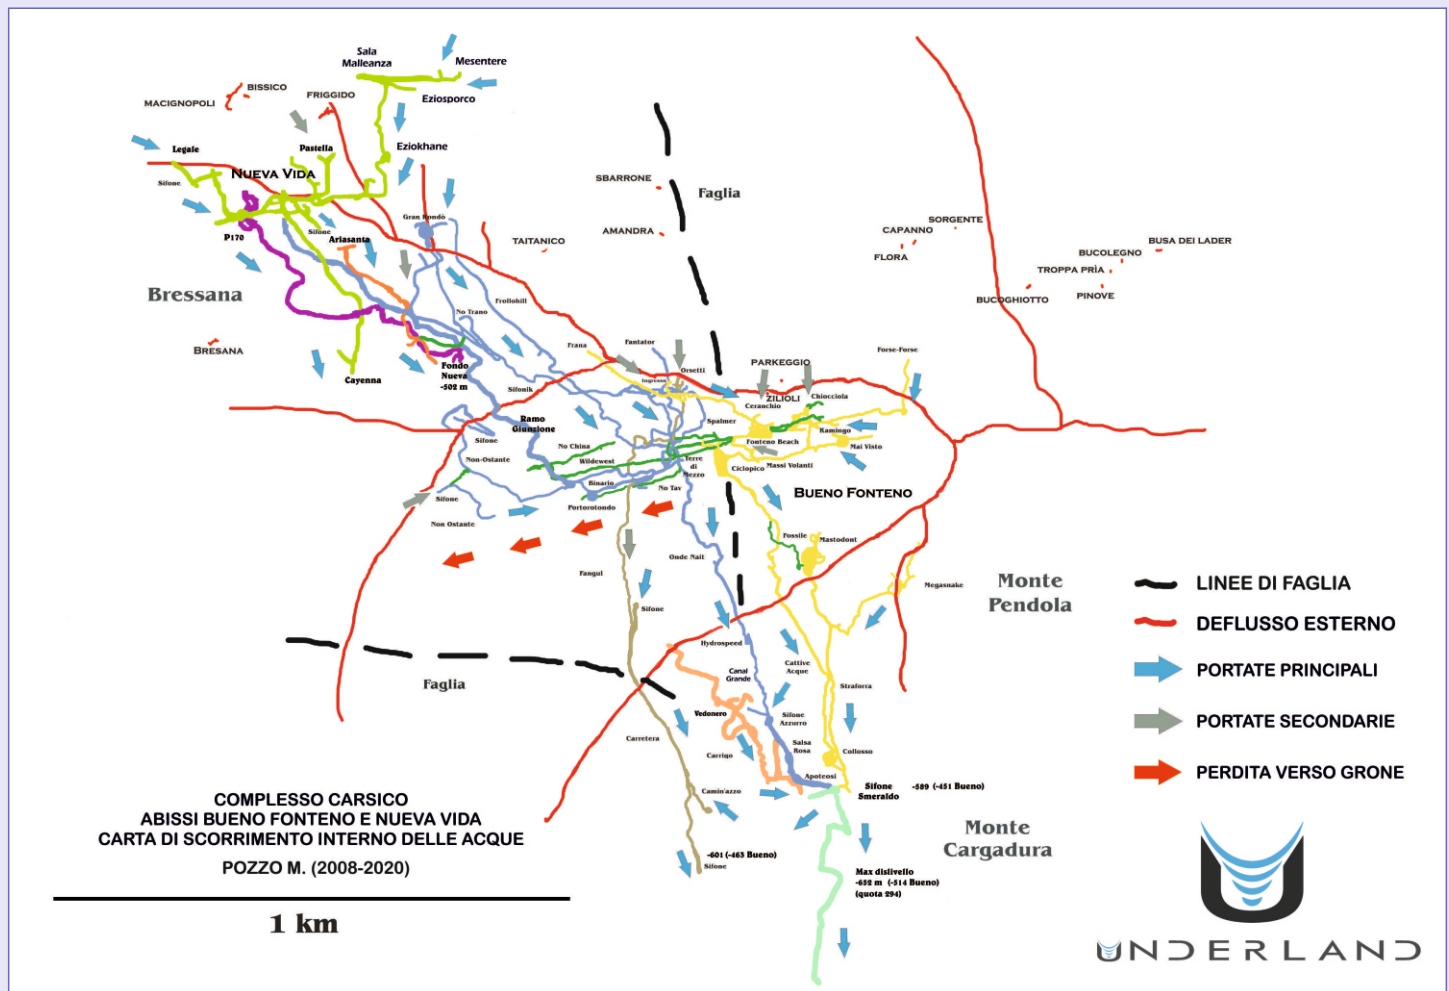 Sala
Malleanza
Mesentere
Eziosporco
BISSICO
MACIGNOPOLI
FRIGGIDO
Legale
Pastella
Eziokhane
Sifone
NUEVA VIDA
P170
Sifone
Ariasanta
Gran Rondò
TAITANICO
SBARRONE
AMANDRA
Faglia
SORGENTE
CAPANNO
FLORA
BUSA DEI LADER
BUCOLEGNO
TROPPA PRÌA
PINOVE
BUCOGHIOTTO
Bressana
BRESANA
Frollohill
No Trano
Cayenna
Fondo
Nueva
-502 m
Frana
Fantator
Orsetti
Ingresso
PARKEGGIO
ZILIOLI
Ceranchio
Chiocciola
Forse-Forse
Sifonik
Ramo
Giunzione
Spalmer
Sifone
No China
Fonteno Beach
Kamingo
Mai Visto
Non-Ostante
Wildewest
Terre
di
Mezzo
Ciclopico
Massi Volanti
Binario
No Tav
Sifone
Portorotondo
BUENO FONTENO
Non Ostante
Fossile
Mastodont
Onde Nait
Fangul
Megasnake
Monte
Pendola
Sifone
Hydrospeed
Cattive
Acque
Canal
Grande
Straforra
Faglia
Vedonero
Sifone
Azzurro
Carretera
Salsa
Rosa
Collosso
Carrigo
Apoteosi
Camin'azzo
Sifone
Smeraldo
-589 (-451 Bueno)
Monte
Cargadura
-601 (-463 Bueno)
Sifone
Max dislivello
-652 m (-514 Bueno)
(quota 294)
LINEE DI FAGLIA
DEFLUSSO ESTERNO
PORTATE PRINCIPALI
PORTATE SECONDARIE
PERDITA VERSO GRONE
COMPLESSO CARSICO
ABISSI BUENO FONTENO E NUEVA VIDA
CARTA DI SCORRIMENTO INTERNO DELLE ACQUE
POZZO M. (2008-2020)
1 km
UNDERLAND